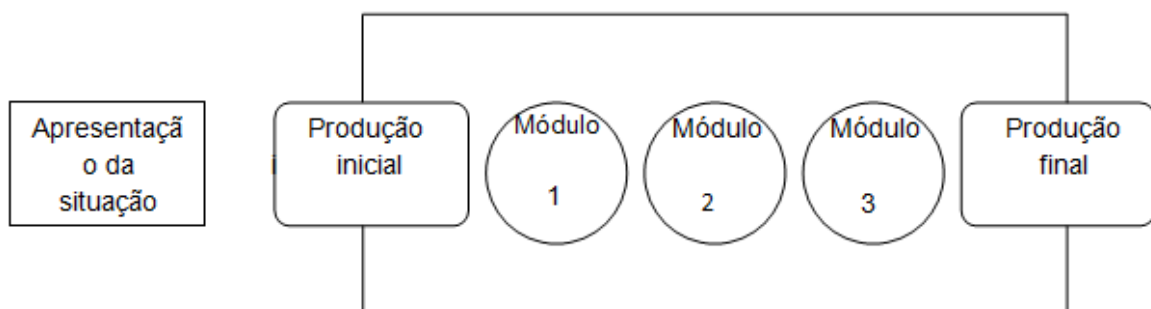 Apresentaçã
o da
situação
Produção
i inicial
Módulo
1
Módulo
2
Módulo
3
Produção
final